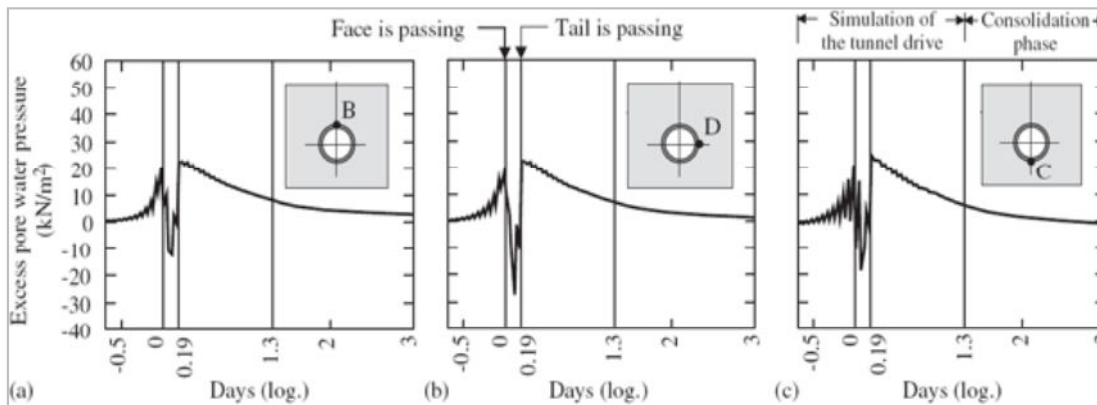 Face is passing
Tail is passing
Simulation of
the tunnel drive
Consolidation
phase
Excess pore water pressure
(kN/m²)
60
50
40
30
20
10
0
-10
-20
-30
-40
B
D
C
-0.5
0
0.19
1.3
2
3
-0.5
0
0.19
1.3
2
3
-0.5
0
0.19
1.3
2
3
(a)
Days (log.)
(b)
Days (log.)
(c)
Days (log.)